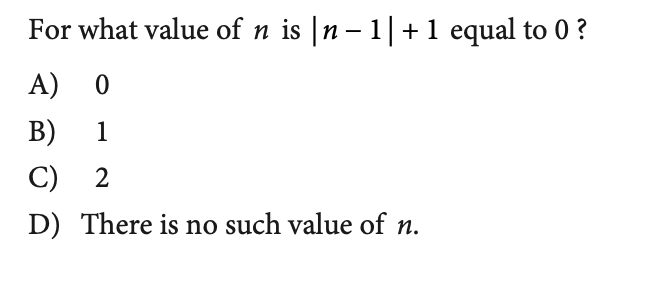 For what value of n is |n – 1| + 1 equal to 0 ?
A) 0
B) 1
C) 2
D) There is no such value of n.